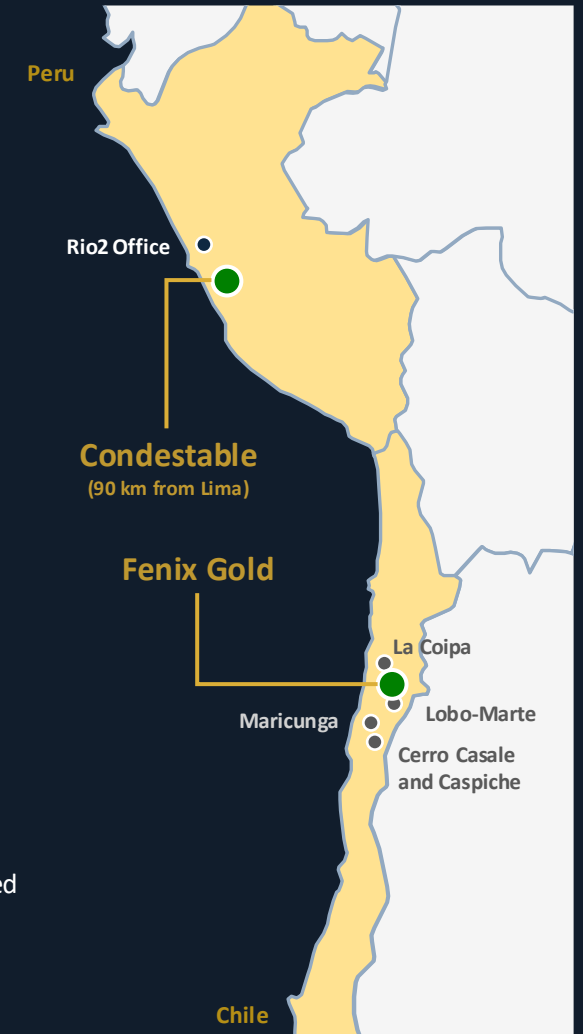 Peru
Rio2 Office
Condestable
(90 km from Lima)
Fenix Gold
La Coipa
Maricunga
Lobo-Marte
Cerro Casale
and Caspiche
ed
Chile